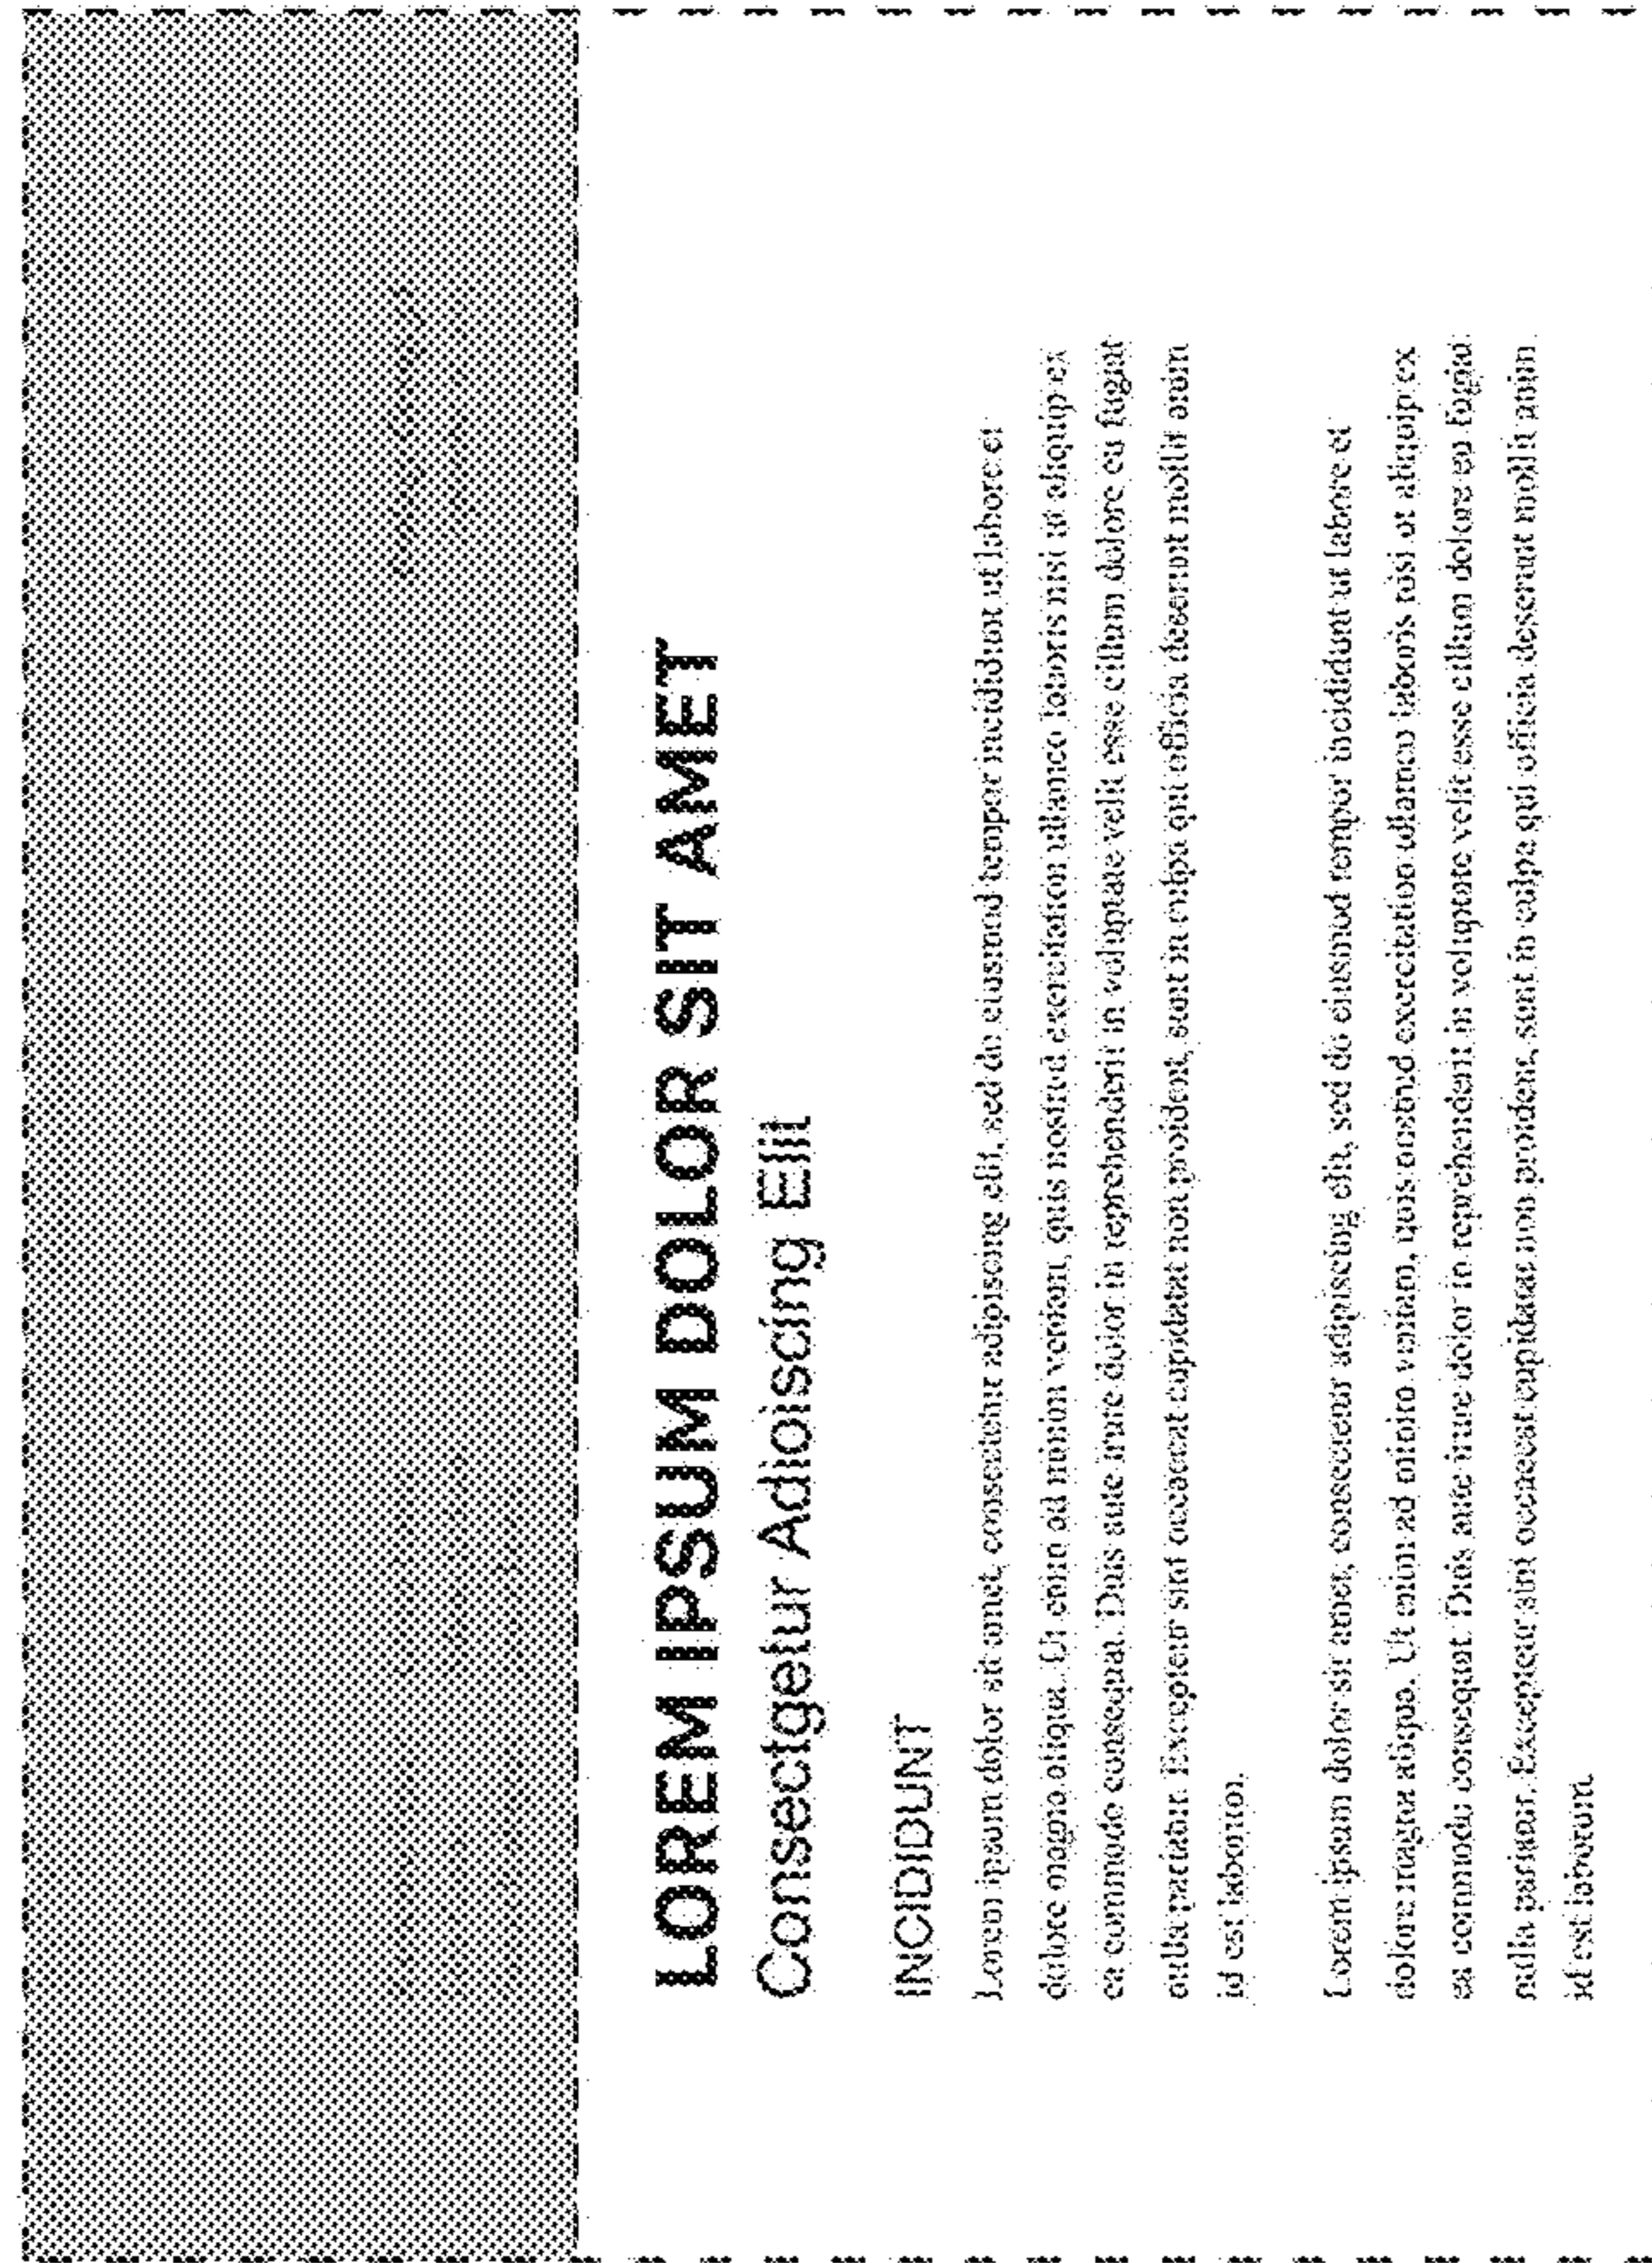 LOREM IPSUM DOLOR SIT AMET
Consectgetur Adioiscing Elit
INCIDIDUNT
Lorem ipsum dolor sit amet, consectetur adipiscing elit, sed do eiusmod tempor incididunt ut labore et
dolore magna aliqua. Ut enim ad minim veniam, quis nostrud exercitation ullamco laboris nisi ut aliquip ex
ea commodo consequat. Duis aute irure dolor in reprehenderit in voluptate velit esse cillum dolore eu fugiat
nulla pariatur. Excepteur sint occaecat cupidatat non proident, sunt in culpa qui officia deserunt mollit anim
id est laborum.
Lorem ipsum dolor sit amet, consectetur adipiscing elit, sed do eiusmod tempor incididunt ut labore et
dolore magna aliqua. Ut enim ad minim veniam, quis nostrud exercitation ullamco laboris nisi ut aliquip ex
ea commodo consequat. Duis aute irure dolor in reprehenderit in voluptate velit esse cillum dolore eu fugiat
nulla pariatur. Excepteur sint occaecat cupidatat non proident, sunt in culpa qui officia deserunt mollit anim
id est laborum.